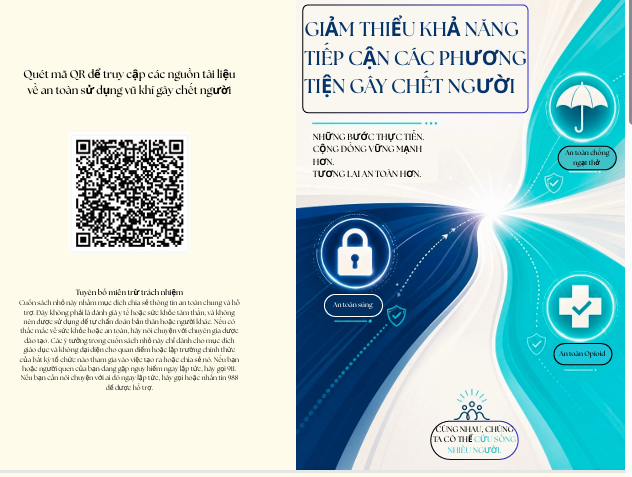 Quét mã QR để truy cập các nguồn tài liệu
về an toàn sử dụng vũ khí gây chết người
Tuyên bố miễn trừ trách nhiệm
Cuốn sách nhỏ này nhằm mục đích chia sẻ thông tin an toàn chung và hỗ
trợ. Đây không phải là đánh giá y tế hoặc sức khỏe tâm thần, và không
nên được sử dụng để tự chẩn đoán bản thân hoặc người khác. Nếu có
thắc mắc về sức khỏe hoặc an toàn, hãy nói chuyện với chuyên gia được
đào tạo. Các ý tưởng trong cuốn sách nhỏ này chỉ dành cho mục đích
giáo dục và không đại diện cho quan điểm hoặc lập trường chính thức
của bất kỳ tổ chức nào tham gia vào việc tạo ra hoặc chia sẻ nó. Nếu bạn
hoặc người quen của bạn đang gặp nguy hiểm ngay lập tức, hãy gọi 911.
Nếu bạn cần nói chuyện với ai đó ngay lập tức, hãy gọi hoặc nhắn tin 988
để được hỗ trợ.
GIẢM THIỂU KHẢ NĂNG
TIẾP CẬN CÁC PHƯƠNG
TIỆN GÂY CHẾT NGƯỜI
NHỮNG BƯỚC THỰC TIỄN.
CỘNG ĐỒNG VỮNG MẠNH
HƠN.
TƯƠNG LAI AN TOÀN HƠN.
An toàn chống
ngạt thở
An toàn súng
An toàn Opioid
CÙNG NHAU, CHÚNG
TA CÓ THỂ CỨU SỐNG
NHIỀU NGƯỜI.